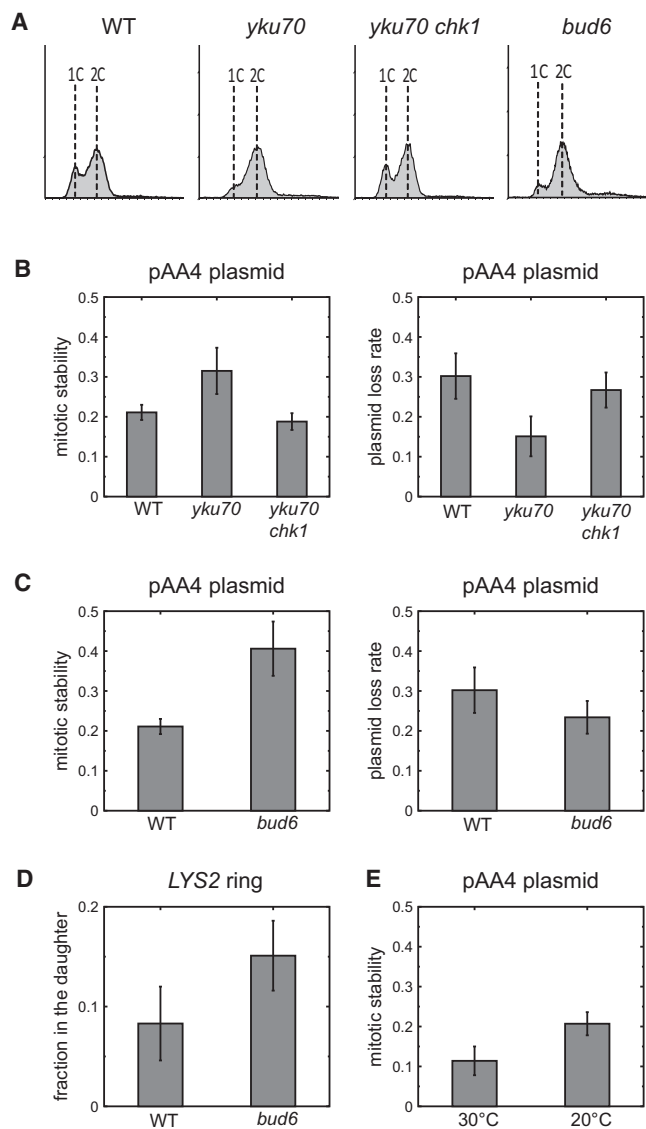 A
WT
yku70
yku70 chk1
bud6
1C 2C
1C 2C
1C 2C
1C 2C
B
pAA4 plasmid
mitotic stability
0.5
0.4
0.3
0.2
0.1
0
WT
yku70
yku70
chk1
pAA4 plasmid
plasmid loss rate
0.5
0.4
0.3
0.2
0.1
0
WT
yku70
yku70
chk1
C
pAA4 plasmid
mitotic stability
0.5
0.4
0.3
0.2
0.1
0
WT
bud6
pAA4 plasmid
plasmid loss rate
0.5
0.4
0.3
0.2
0.1
0
WT
bud6
D
LYS2 ring
fraction in the daughter
0.2
0.1
0
WT
bud6
E
pAA4 plasmid
mitotic stability
0.5
0.4
0.3
0.2
0.1
0
30°C
20°C